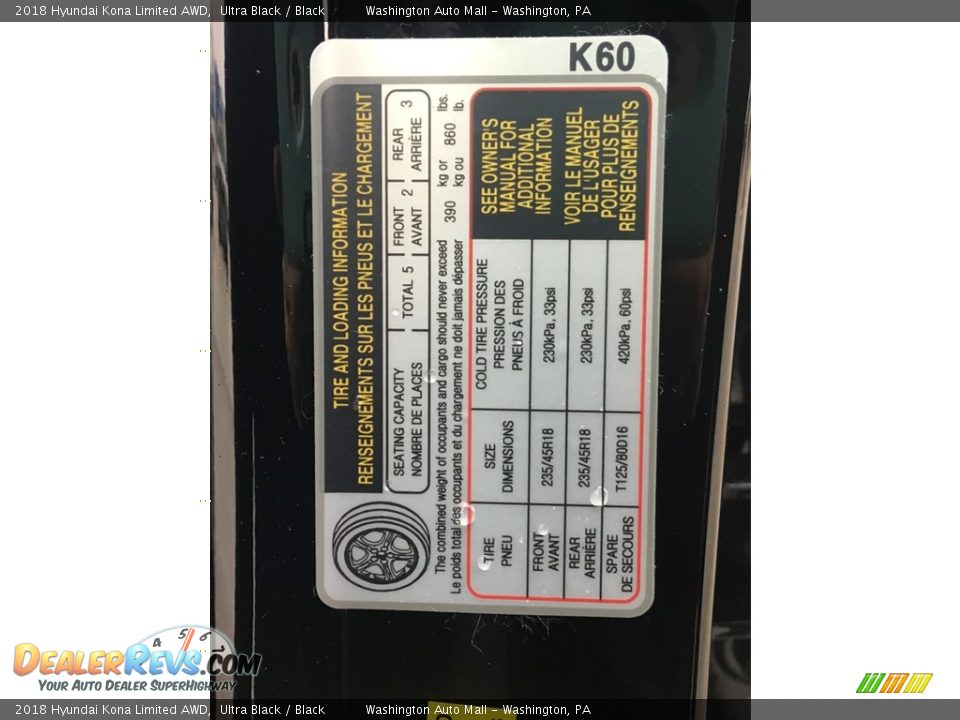 2018 Hyundai Kona Limited AWD, Ultra Black / Black Washington Auto Mall - Washington, PA
K60
TIRE AND LOADING INFORMATION
RENSEIGNEMENTS SUR LES PNEUS ET LE CHARGEMENT
SEATING CAPACITY
NOMBRE DE PLACES
TOTAL 5
FRONT
AVANT 2
REAR
ARRIÈRE 3
The combined weight of occupants and cargo should never exceed 390 kg or 860 lbs.
Le poids total des occupants et du chargement ne doit jamais dépasser kg ou lb.
TIRE
PNEU
SIZE
DIMENSIONS
COLD TIRE PRESSURE
PRESSION DES
PNEUS À FROID
FRONT
AVANT
235/45R18
230kPa, 33psi
REAR
ARRIÈRE
235/45R18
230kPa, 33psi
SPARE
DE SECOURS
T125/80D16
420kPa, 60psi
SEE OWNER'S
MANUAL FOR
ADDITIONAL
INFORMATION
VOIR LE MANUEL
DE L'USAGER
POUR PLUS DE
RENSEIGNEMENTS
4 5 6
DEALERREVS.COM
YOUR AUTO DEALER SUPERHIGHWAY
2018 Hyundai Kona Limited AWD, Ultra Black / Black Washington Auto Mall - Washington, PA